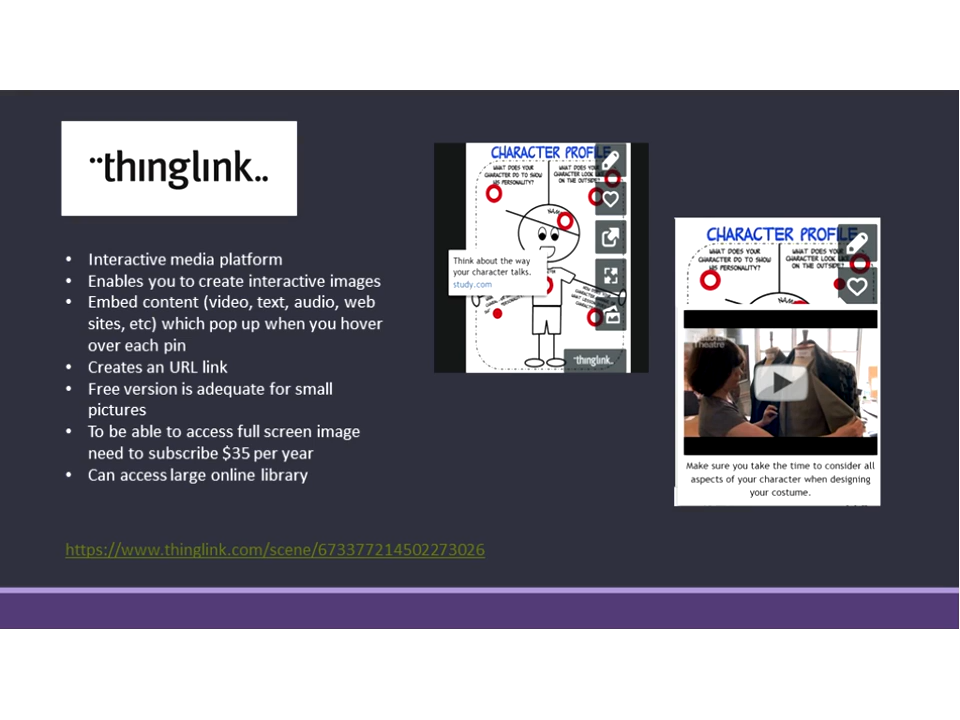 ¨thınglınk..
• Interactive media platform
• Enables you to create interactive images
• Embed content (video, text, audio, web
sites, etc) which pop up when you hover
over each pin
• Creates an URL link
• Free version is adequate for small
pictures
• To be able to access full screen image
need to subscribe $35 per year
• Can access large online library
https://www.thinglink.com/scene/673377214502273026
CHARACTER PROFILE
WHAT DOES YOUR
CHARACTER DO TO SHOW
HIS PERSONALITY?
WHAT DOES YOUR
CHARACTER LOOK
ON THE OUTSIDE?
Think about the way
your character talks.
study.com
¨thınglınk..
CHARACTER PROFILE
WHAT DOES YOUR
CHARACTER DO TO SHOW
HIS PERSONALITY?
WHAT DOES YOUR
CHARACTER LOOK
ON THE OUTSIDE?
Theatre
Make sure you take the time to consider all
aspects of your character when designing
your costume.